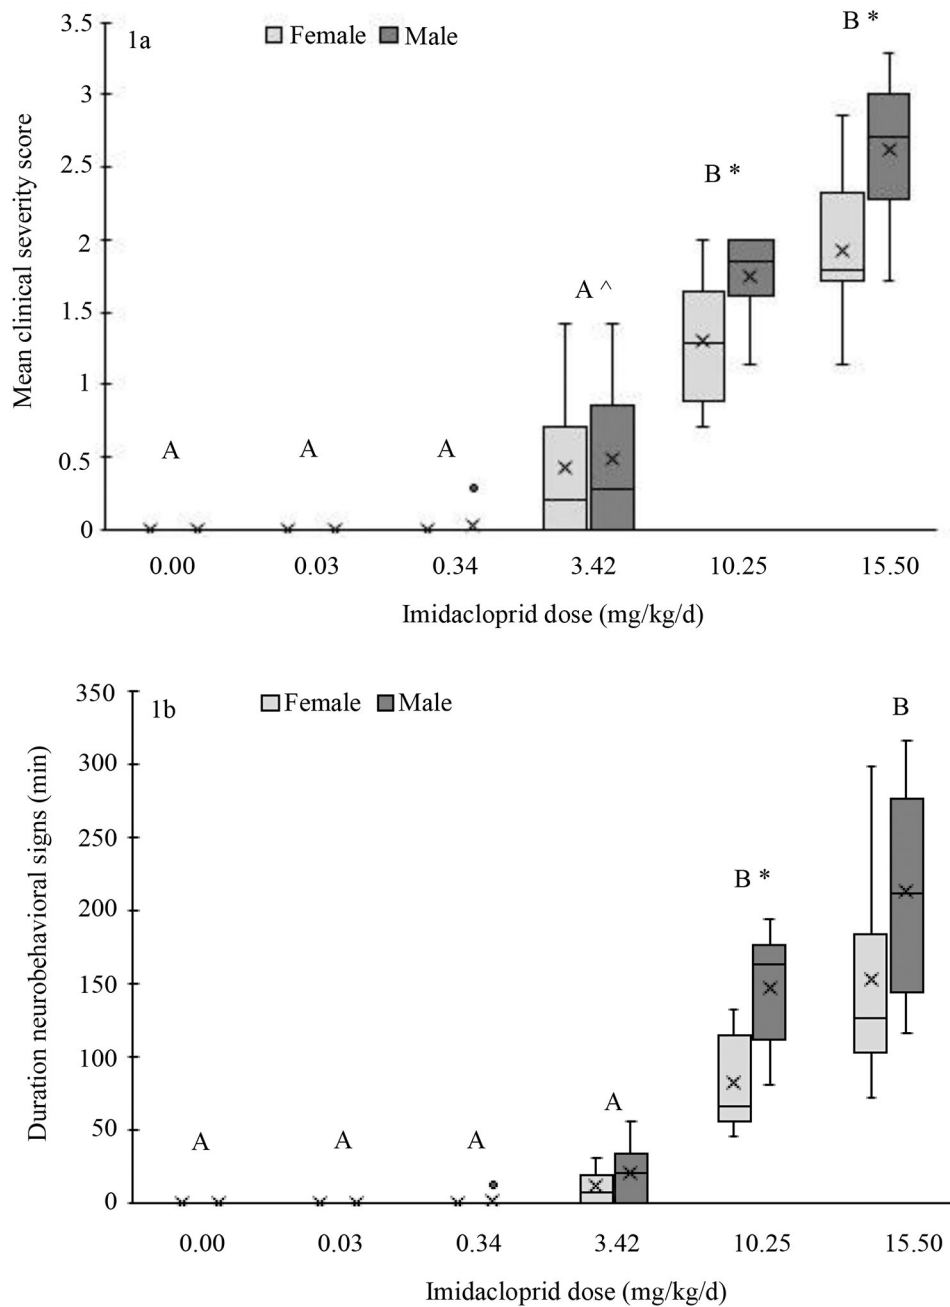 1a
Female Male
Mean clinical severity score
3.5
3
2.5
2
1.5
1
0.5
0
A A A A ^ B * B *
0.00 0.03 0.34 3.42 10.25 15.50
Imidacloprid dose (mg/kg/d)
1b
Female Male
Duration neurobehavioral signs (min)
350
300
250
200
150
100
50
0
A A A A B * B
0.00 0.03 0.34 3.42 10.25 15.50
Imidacloprid dose (mg/kg/d)